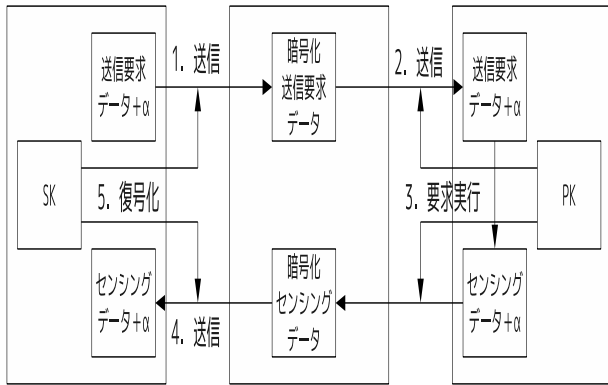 1. 送信
2. 送信
送信要求
データ+α
暗号化
送信要求
データ
送信要求
データ+α
SK
5. 復号化
3. 要求実行
PK
センシング
データ+α
暗号化
センシング
データ
センシング
データ+α
4. 送信